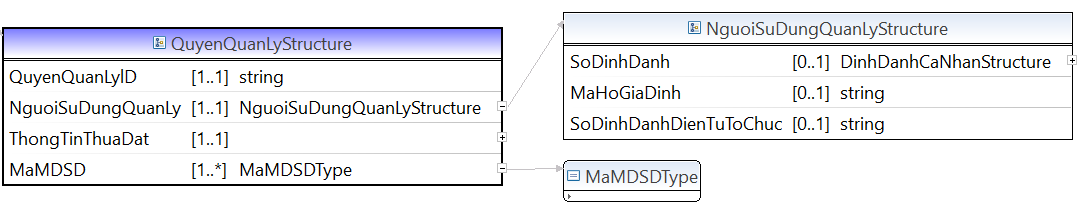 QuyenQuanLyStructure
QuyenQuanLyID [1..1] string
NguoiSuDungQuanLy [1..1] NguoiSuDungQuanLyStructure
ThongTinThuaDat [1..1]
MaMDSD [1..*] MaMDSDType
NguoiSuDungQuanLyStructure
SoDinhDanh [0..1] DinhDanhCaNhanStructure
MaHoGiaDinh [0..1] string
SoDinhDanhDienTuToChuc [0..1] string
MaMDSDType